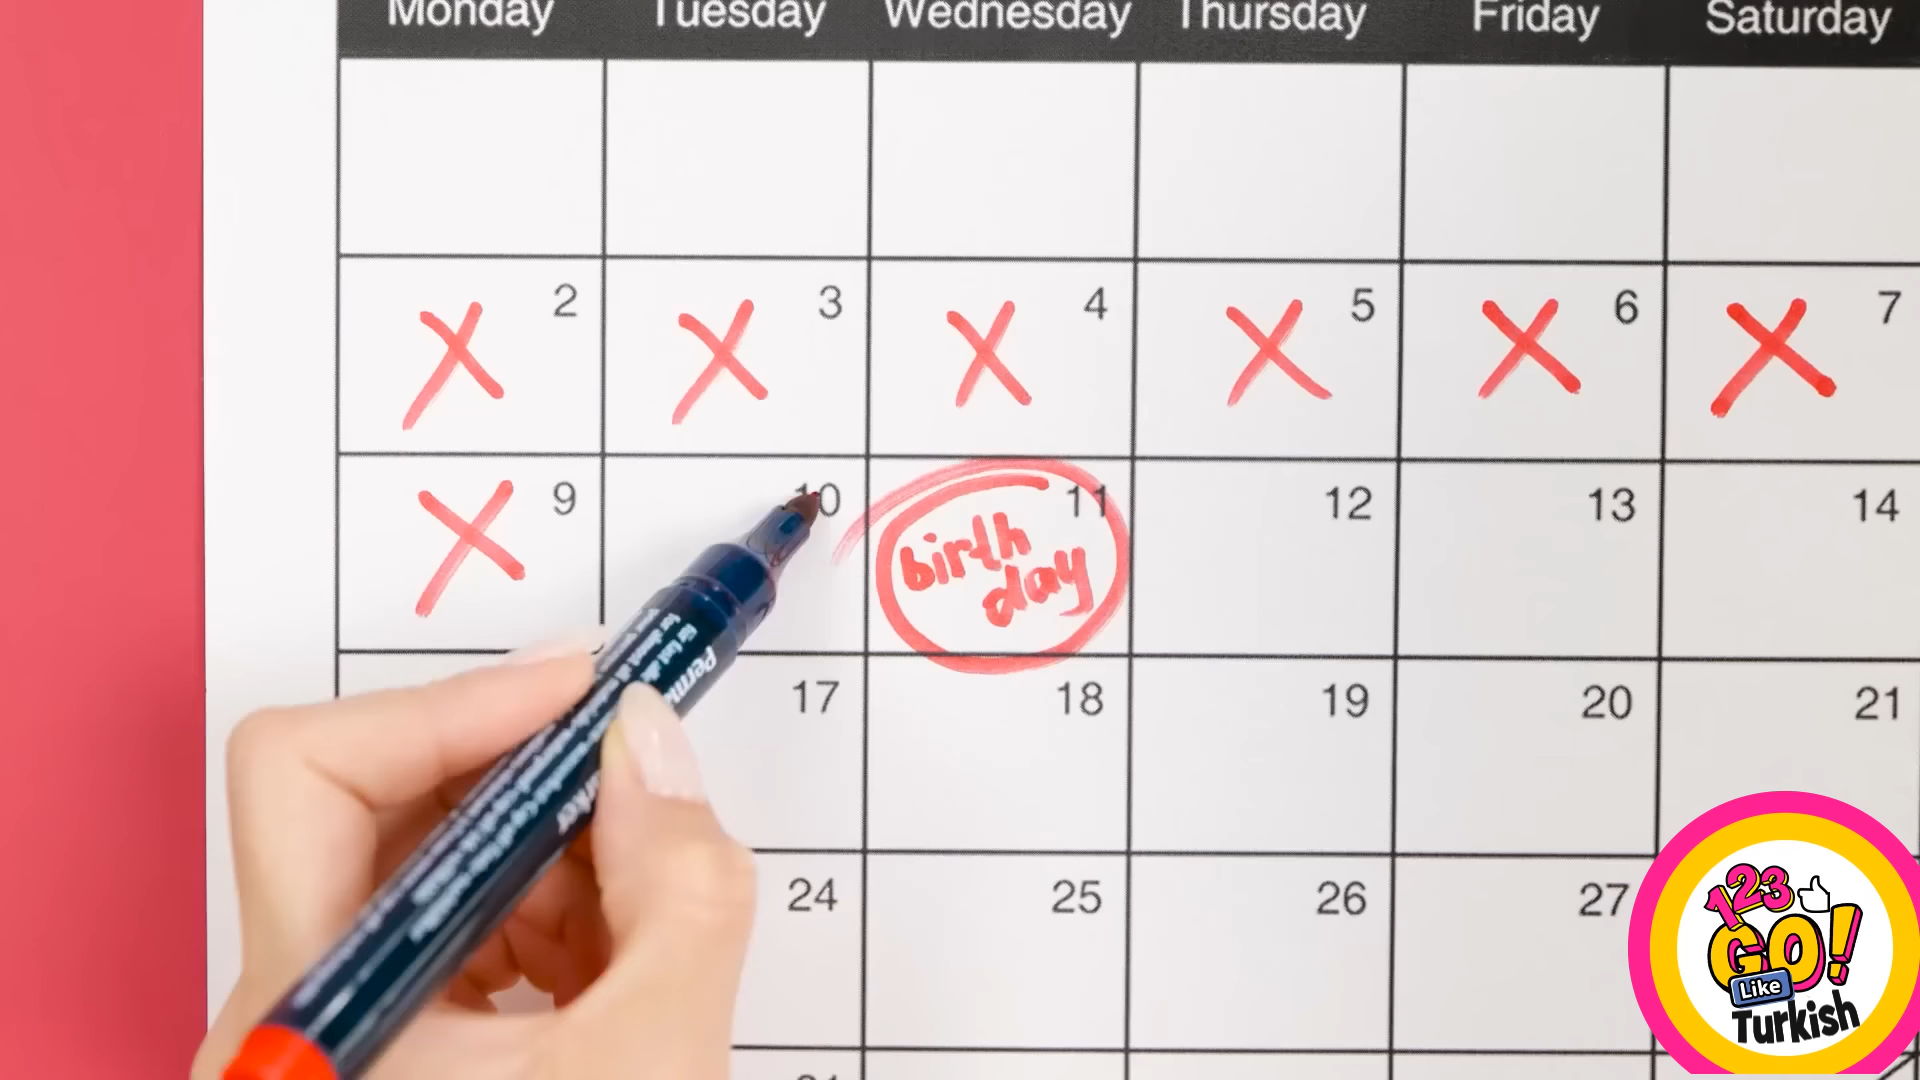 Monday Tuesday Wednesday Thursday Friday Saturday
2 3 4 5 6 7
9 10 11 12 13 14
birth
day
17 18 19 20 21
24 25 26 27
123
GO!
Like
Turkish